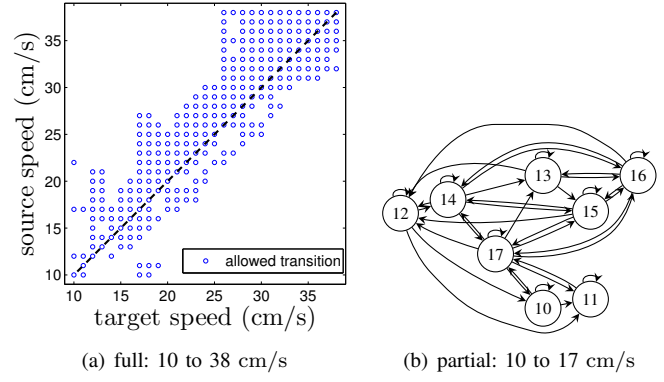 source speed (cm/s)
35
30
25
20
15
10
10 15 20 25 30 35
allowed transition
target speed (cm/s)
(a) full: 10 to 38 cm/s
13
16
14
12
15
17
10
11
(b) partial: 10 to 17 cm/s